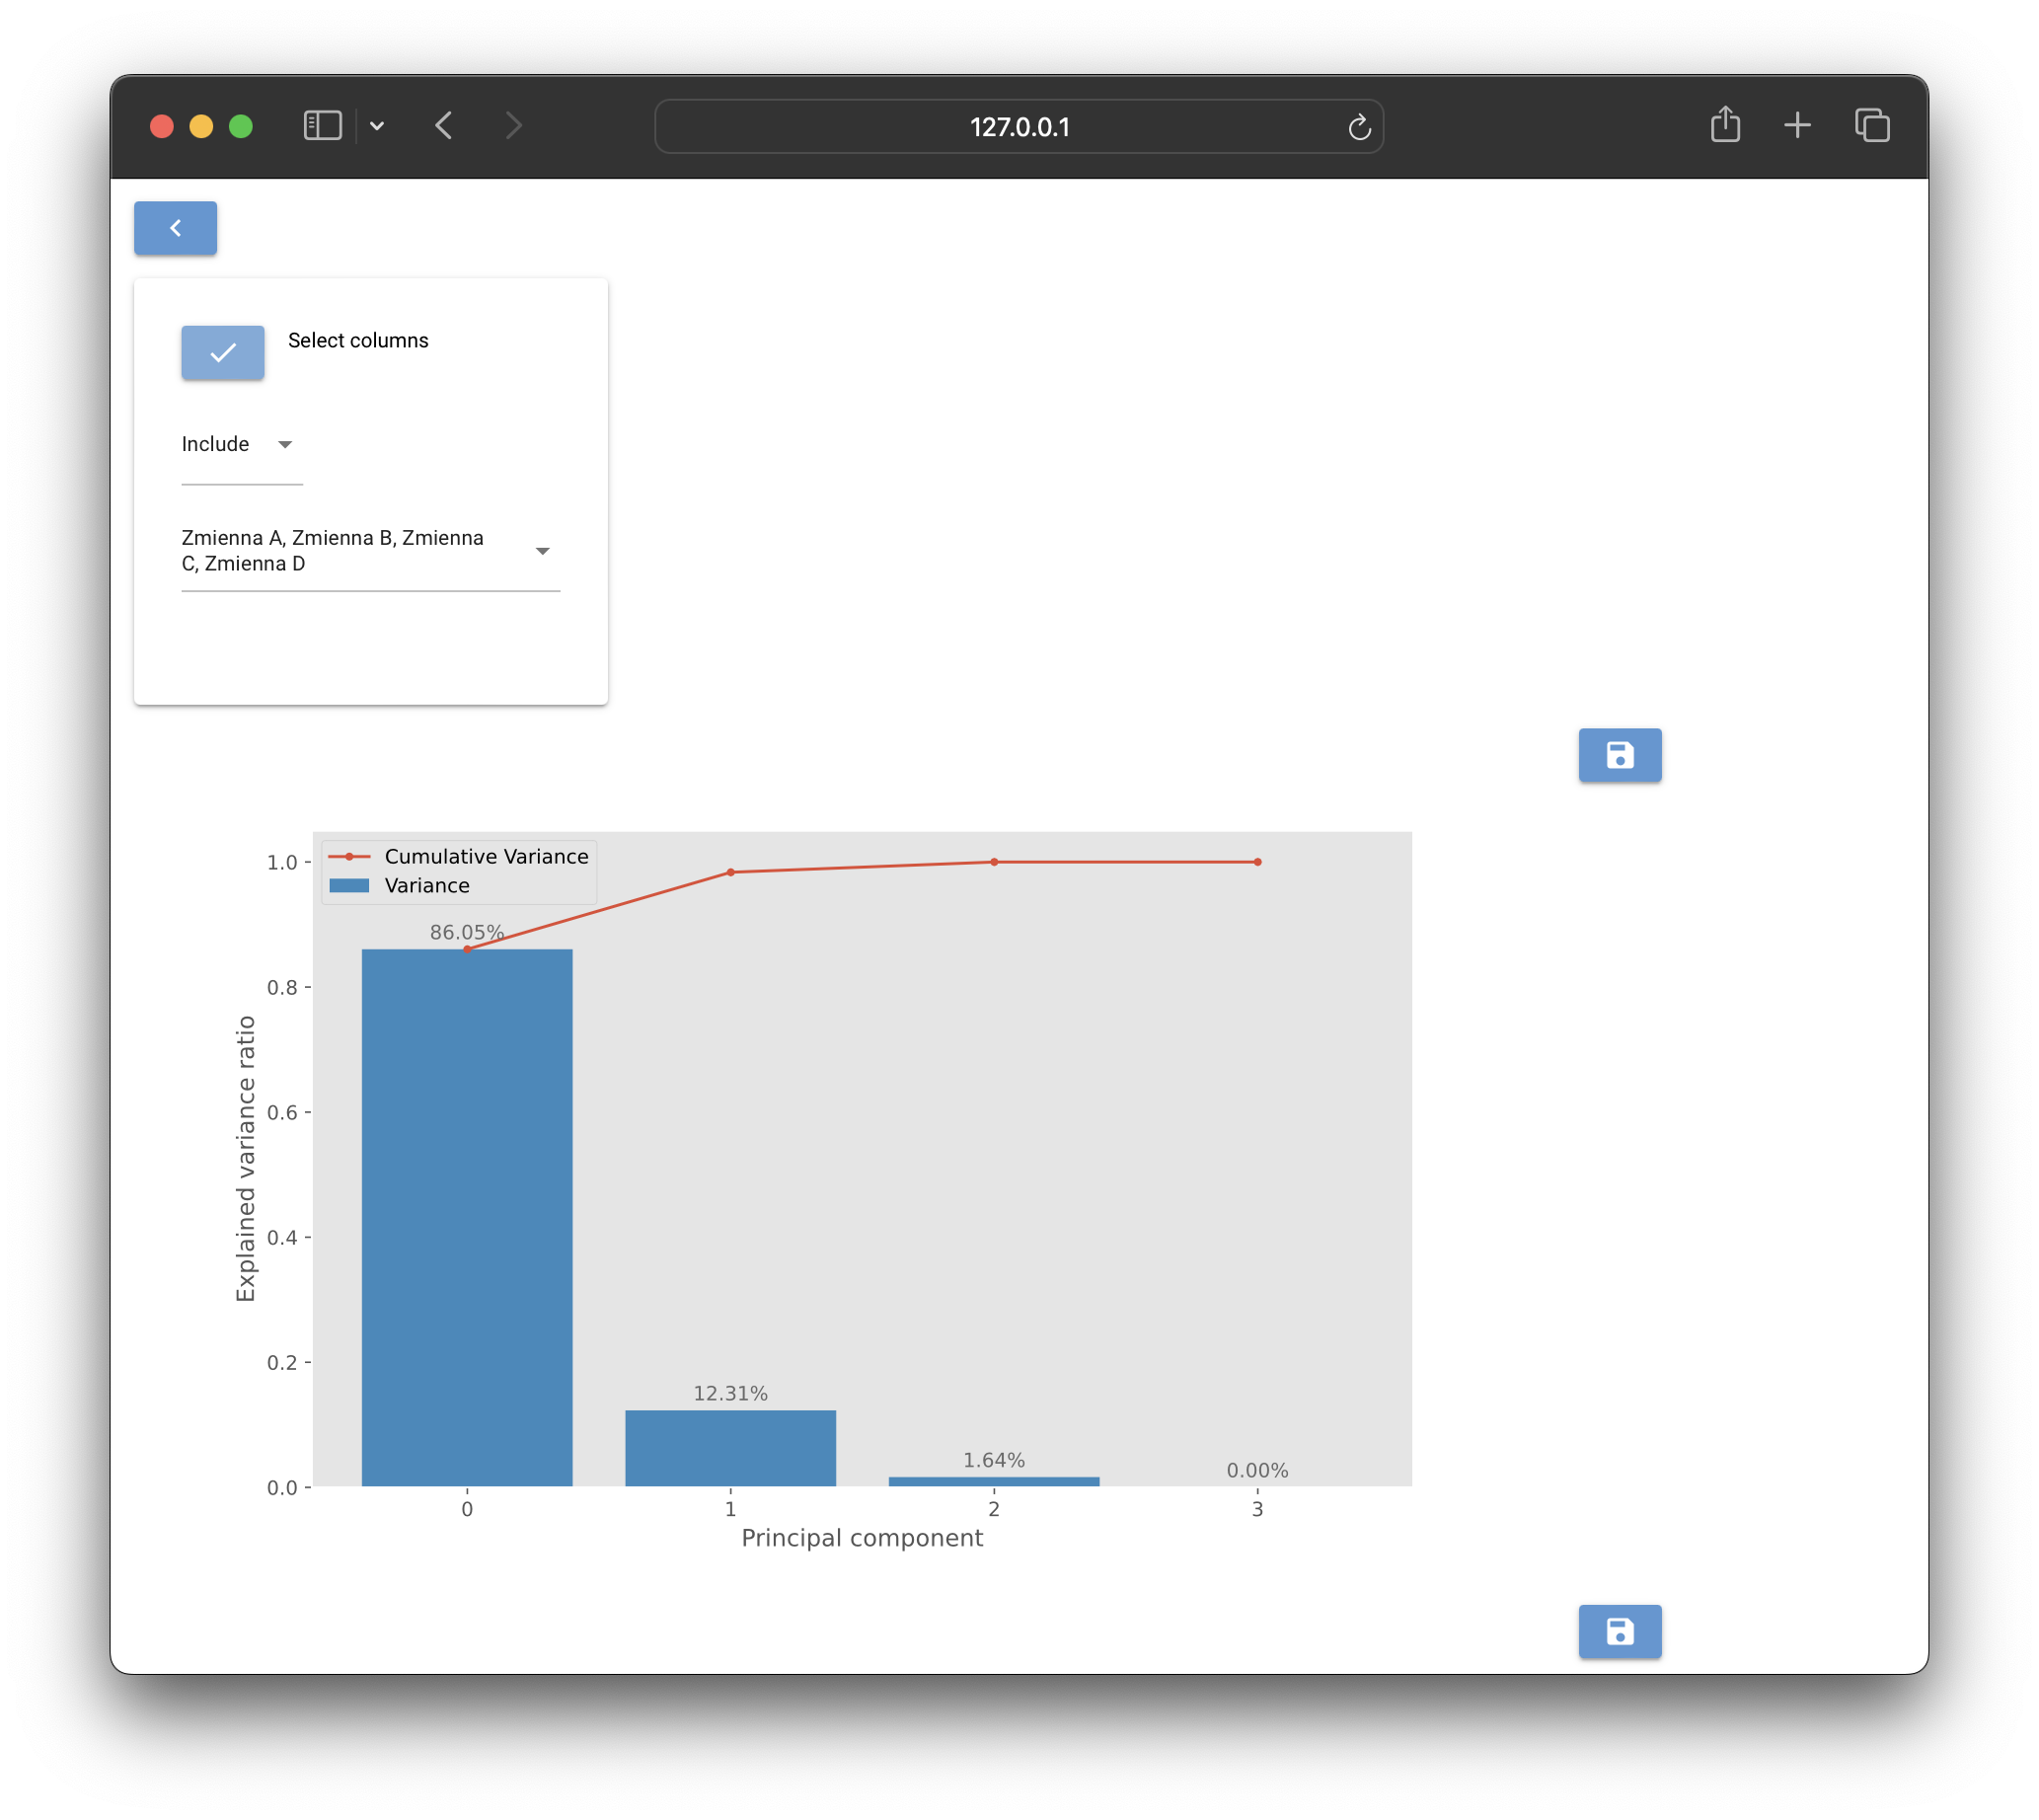 127.0.0.1
Select columns
Include
Zmienna A, Zmienna B, Zmienna
C, Zmienna D
Cumulative Variance
Variance
1.0
0.8
0.6
0.4
0.2
0.0
Explained variance ratio
86.05%
12.31%
1.64%
0.00%
0
1
2
3
Principal component